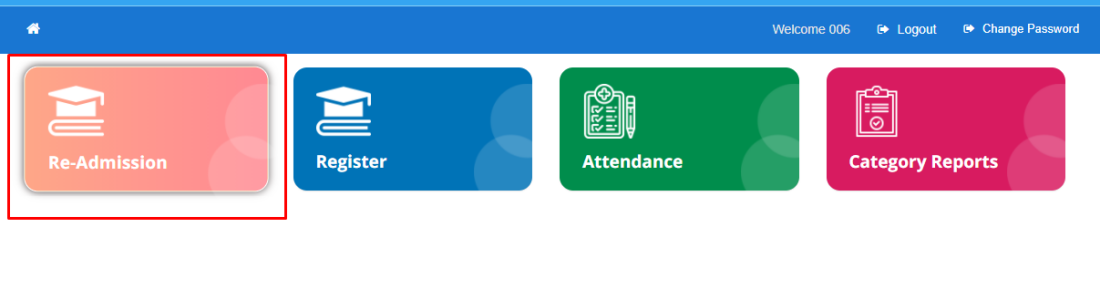 Welcome 006 Logout Change Password
Re-Admission
Register
Attendance
Category Reports